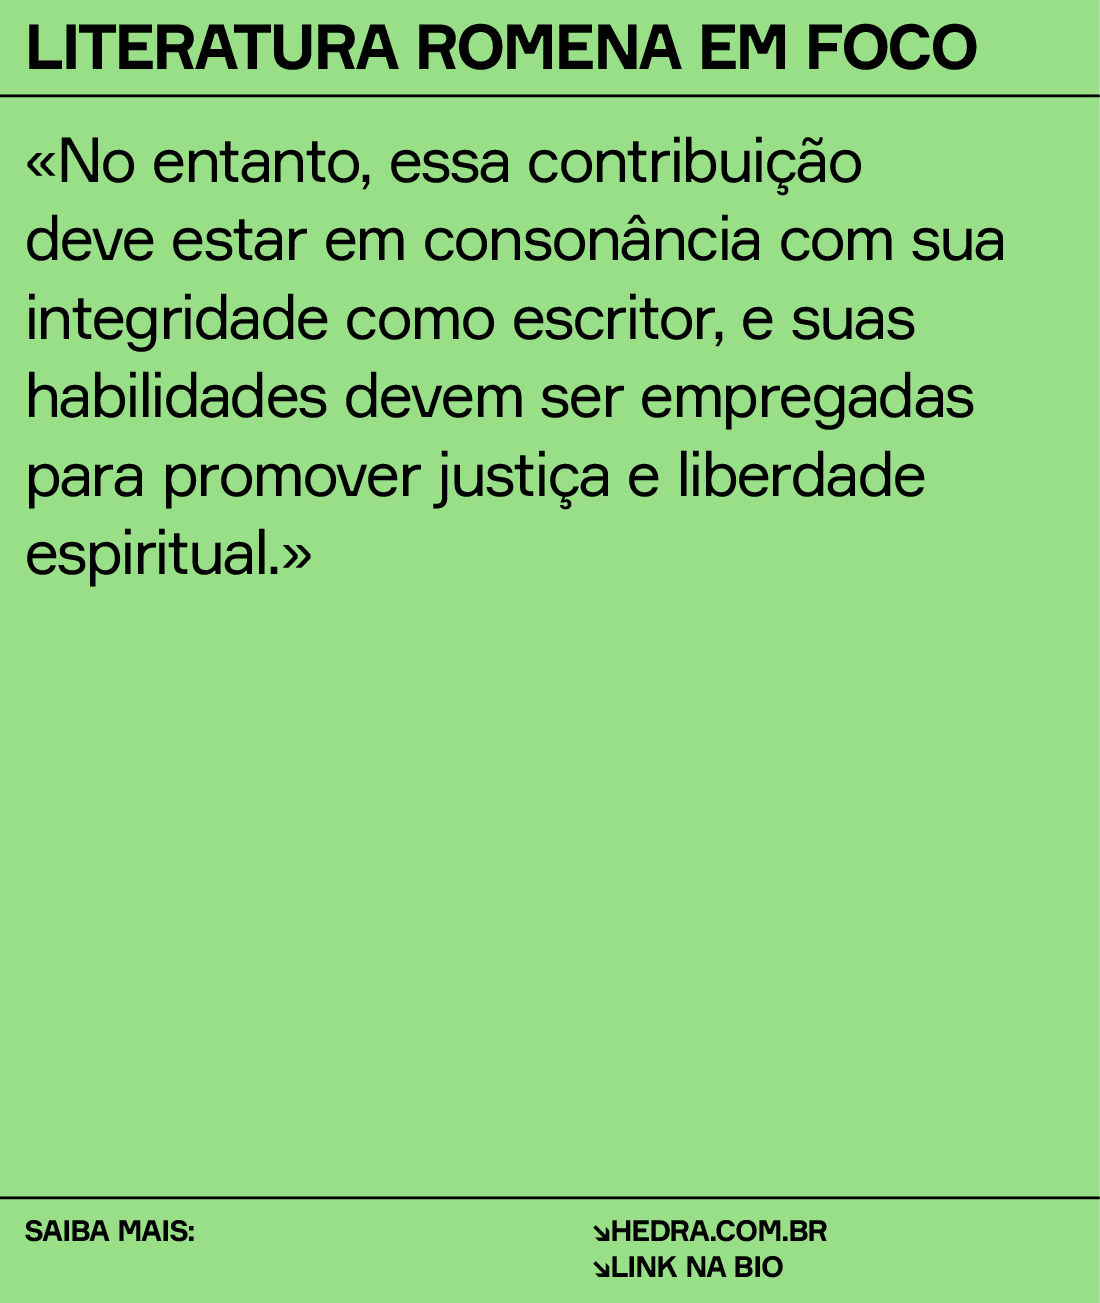 LITERATURA ROMENA EM FOCO
«No entanto, essa contribuição
deve estar em consonância com sua
integridade como escritor, e suas
habilidades devem ser empregadas
para promover justiça e liberdade
espiritual.»
SAIBA MAIS:
↘HEDRA.COM.BR
↘LINK NA BIO